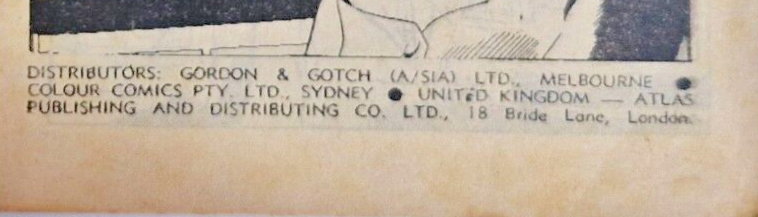 DISTRIBUTORS: GORDON & GOTCH (A/SIA) LTD., MELBOURNE ●
COLOUR COMICS PTY. LTD., SYDNEY ● UNITED KINGDOM — ATLAS
PUBLISHING AND DISTRIBUTING CO. LTD., 18 Bride Lane, London.